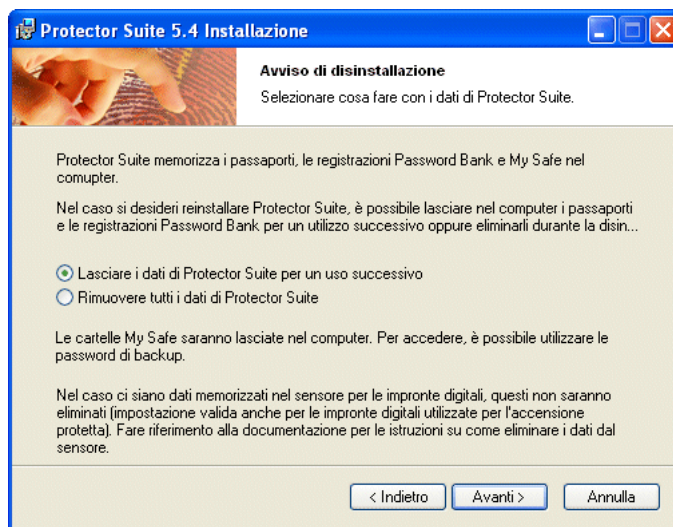 Protector Suite 5.4 Installazione
Avviso di disinstallazione
Selezionare cosa fare con i dati di Protector Suite.
Protector Suite memorizza i passaporti, le registrazioni Password Bank e My Safe nel
comupter.
Nel caso si desideri reinstallare Protector Suite, è possibile lasciare nel computer i passaporti
e le registrazioni Password Bank per un utilizzo successivo oppure eliminarli durante la disin...
Lasciare i dati di Protector Suite per un uso successivo
Rimuovere tutti i dati di Protector Suite
Le cartelle My Safe saranno lasciate nel computer. Per accedere, è possibile utilizzare le
password di backup.
Nel caso ci siano dati memorizzati nel sensore per le impronte digitali, questi non saranno
eliminati (impostazione valida anche per le impronte digitali utilizzate per l'accensione
protetta). Fare riferimento alla documentazione per le istruzioni su come eliminare i dati dal
sensore.
< Indietro Avanti > Annulla